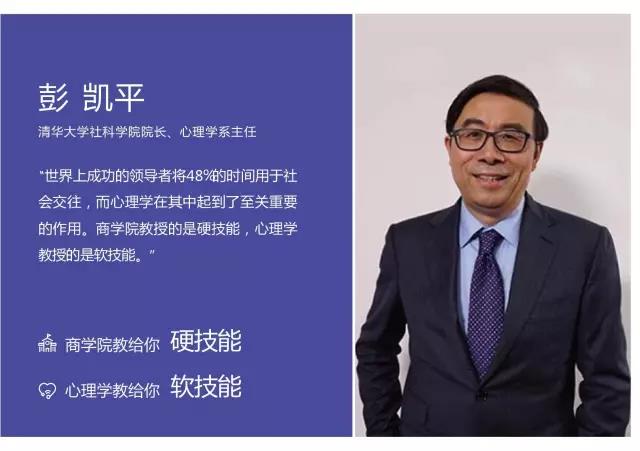 彭 凯平
清华大学社科学院院长、心理学系主任
“世界上成功的领导者将48%的时间用于社
会交往，而心理学在其中起到了至关重要
的作用。商学院教授的是硬技能，心理学
教授的是软技能。”
商学院教给你 硬技能
心理学教给你 软技能